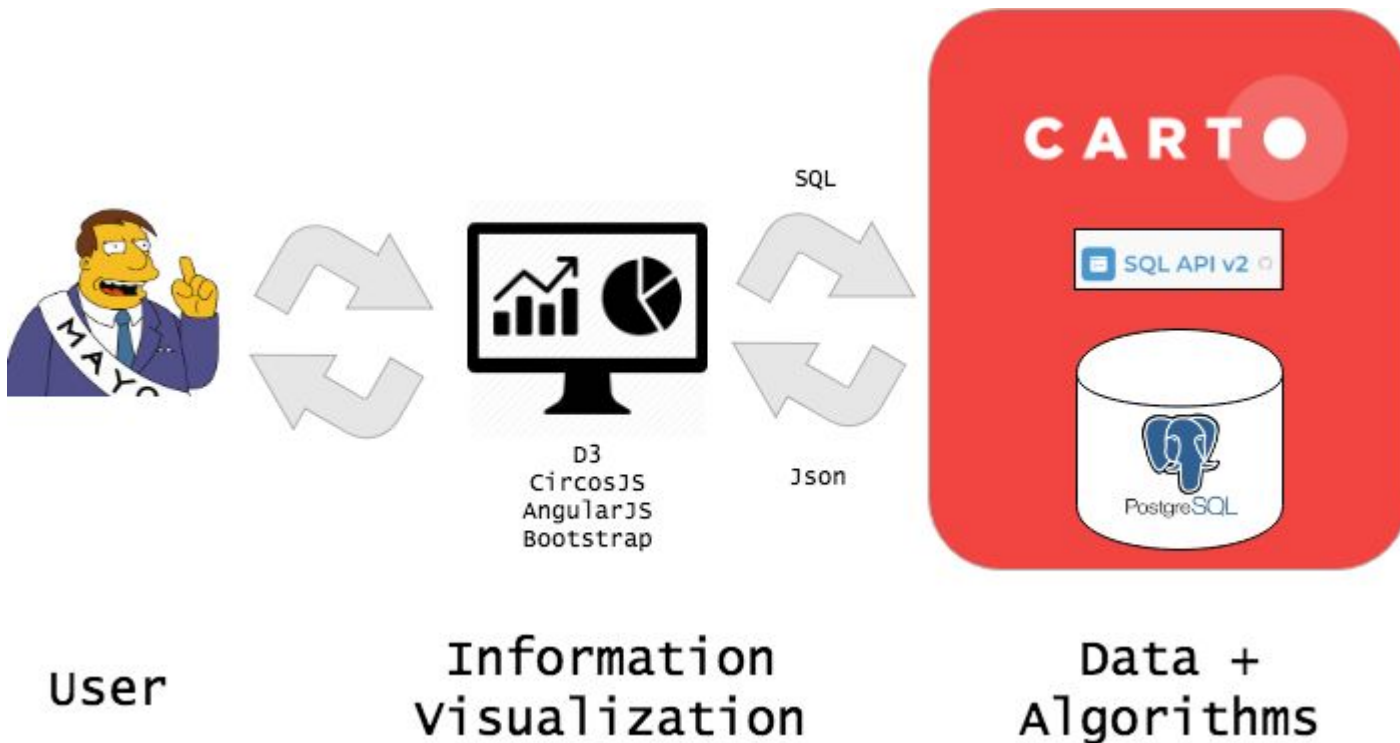 CARTO
SQL
SQL API v2
MAYO
D3
CircosJS
AngularJS
Bootstrap
Json
PostgreSQL
User
Information
Visualization
Data +
Algorithms